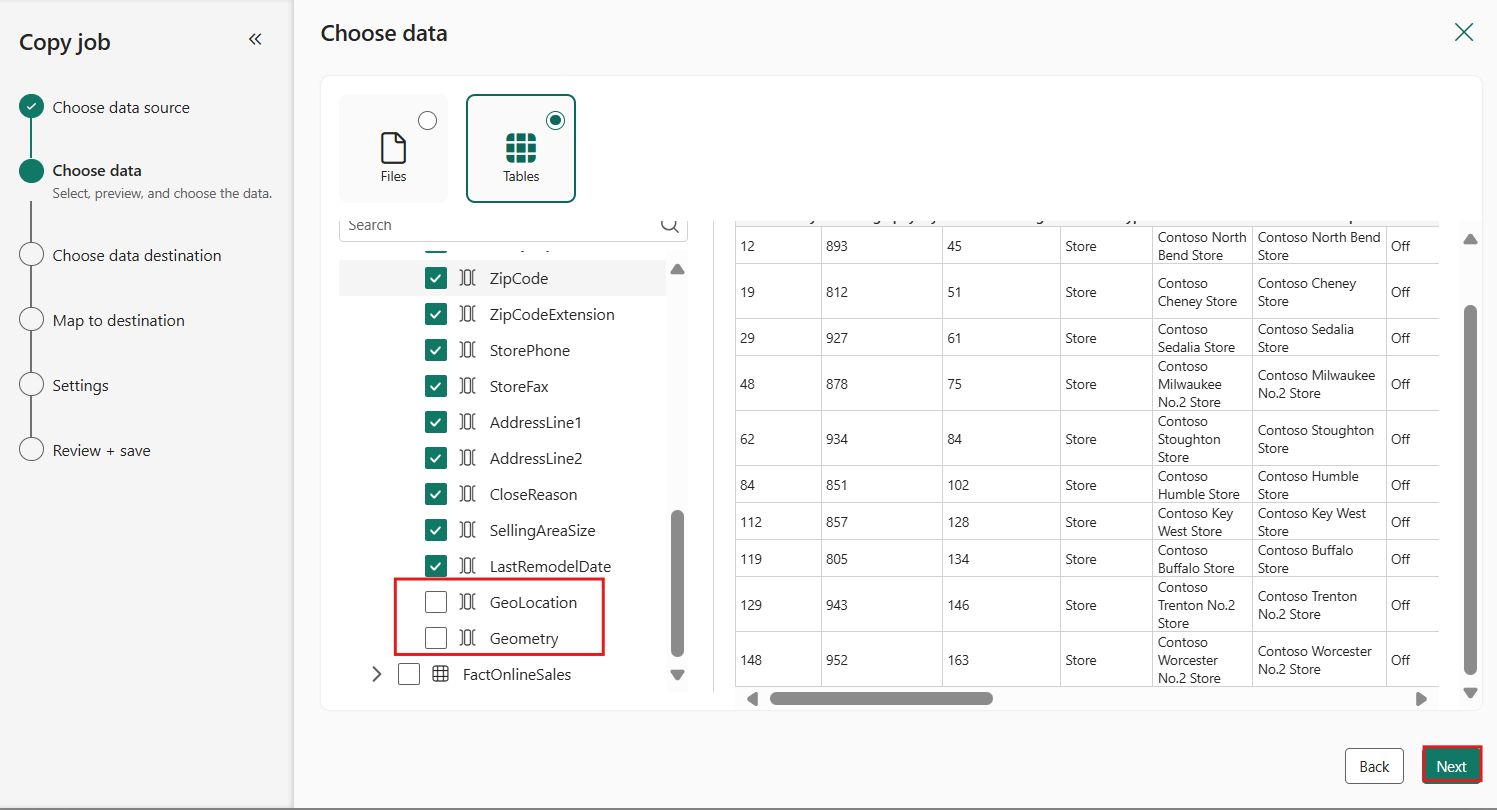 Copy job
Choose data source
Choose data
Select, preview, and choose the data.
Choose data destination
Map to destination
Settings
Review + save
Choose data
Files
Tables
Search
ZipCode
ZipCodeExtension
StorePhone
StoreFax
AddressLine1
AddressLine2
CloseReason
SellingAreaSize
LastRemodelDate
GeoLocation
Geometry
FactOnlineSales
12 893 45 Store Contoso North Contoso North Bend Off
Bend Store Store
19 812 51 Store Contoso Contoso Cheney Off
Cheney Store Store
29 927 61 Store Contoso Contoso Sedalia Off
Sedalia Store Store
48 878 75 Store Contoso Contoso Milwaukee Off
Milwaukee No.2 Store
No.2 Store
62 934 84 Store Contoso Contoso Stoughton Off
Stoughton Store
Store
84 851 102 Store Contoso Contoso Humble Off
Humble Store Store
112 857 128 Store Contoso Key Contoso Key West Off
West Store Store
119 805 134 Store Contoso Contoso Buffalo Off
Buffalo Store Store
129 943 146 Store Contoso Contoso Trenton Off
Trenton No.2 No.2 Store
Store
148 952 163 Store Contoso Contoso Worcester Off
Worcester No.2 Store
No.2 Store
Back
Next